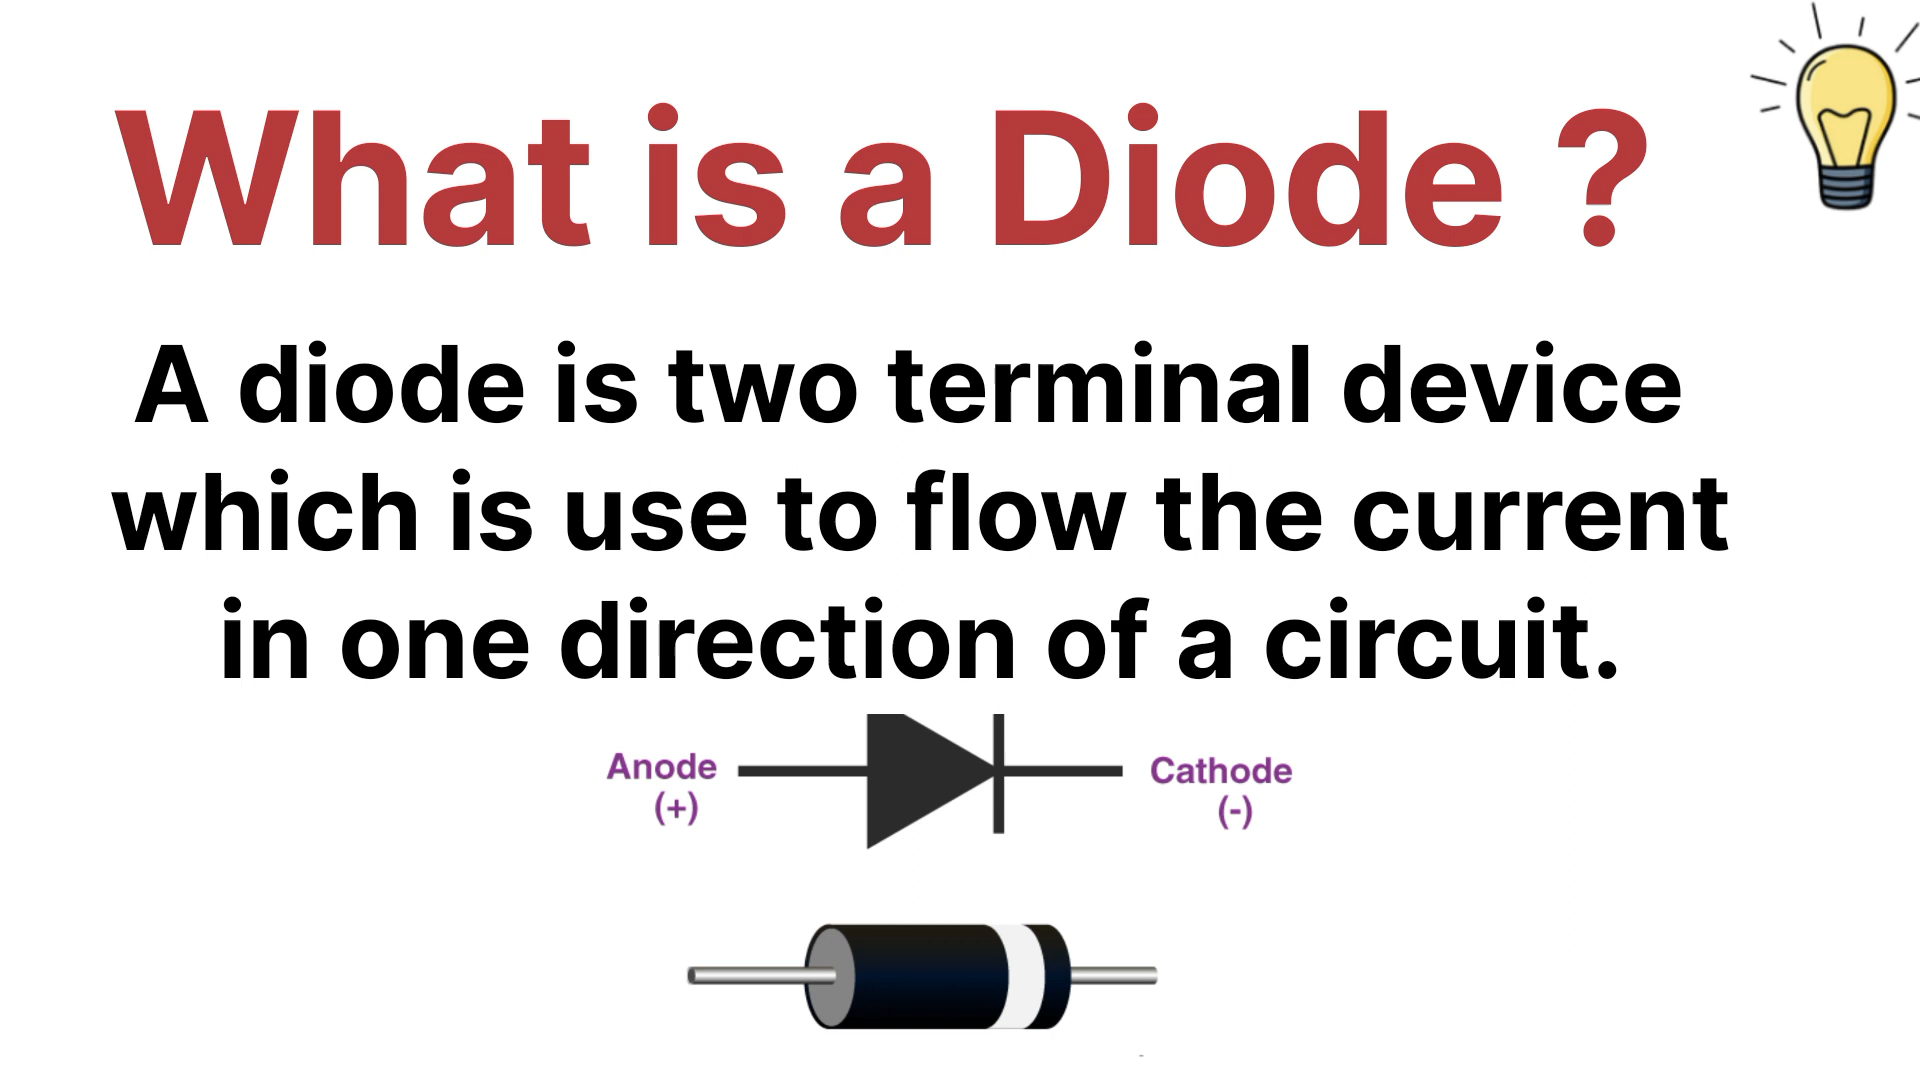 What is a Diode ?
A diode is two terminal device
which is use to flow the current
in one direction of a circuit.
Anode
(+)
Cathode
(-)